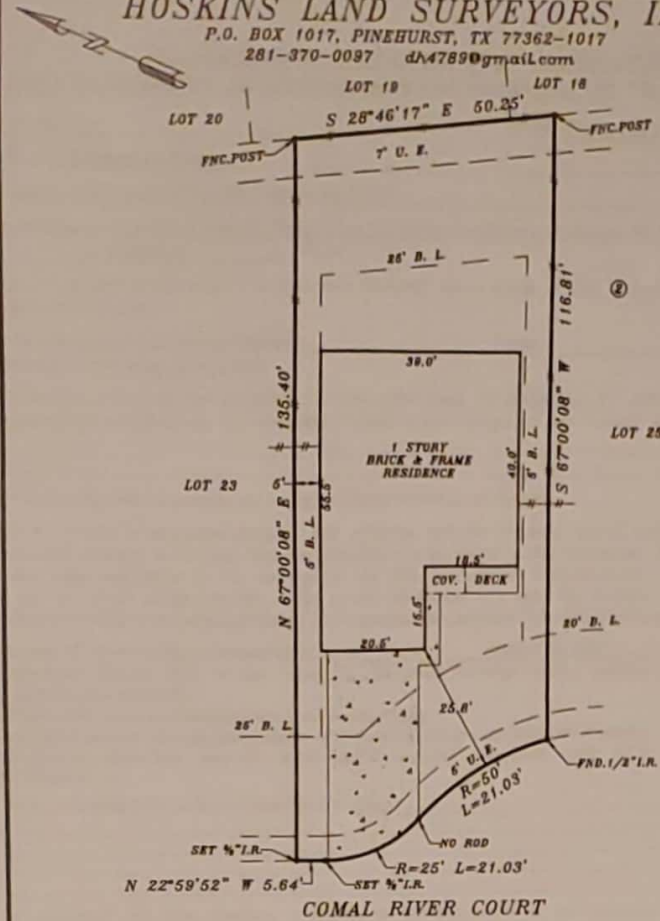 HOSKINS LAND SURVEYORS, I
P.O. BOX 1017, PINEHURST, TX 77362-1017
281-370-0097 dh4789@gmail.com
LOT 20
LOT 19
LOT 18
S 28°46'17" E 50.25'
FNC.POST
FNC.POST
7' U. E.
25' B. L.
116.81'
2
39.0'
N 67°00'08" E 135.40'
S 67°00'08" W
1 STORY
BRICK & FRAME
RESIDENCE
LOT 25
LOT 23
5'
55.5'
40.0'
5' B. L.
5' B. L.
18.5'
COV. DECK
15.5'
20.5'
20' B. L.
25' B. L.
25.8'
6' U. E.
R=50'
L=21.03'
FND.1/2" I.R.
NO ROD
SET ⅝" I.R.
R=25' L=21.03'
N 22°59'52" W 5.64'
SET ⅝" I.R.
COMAL RIVER COURT